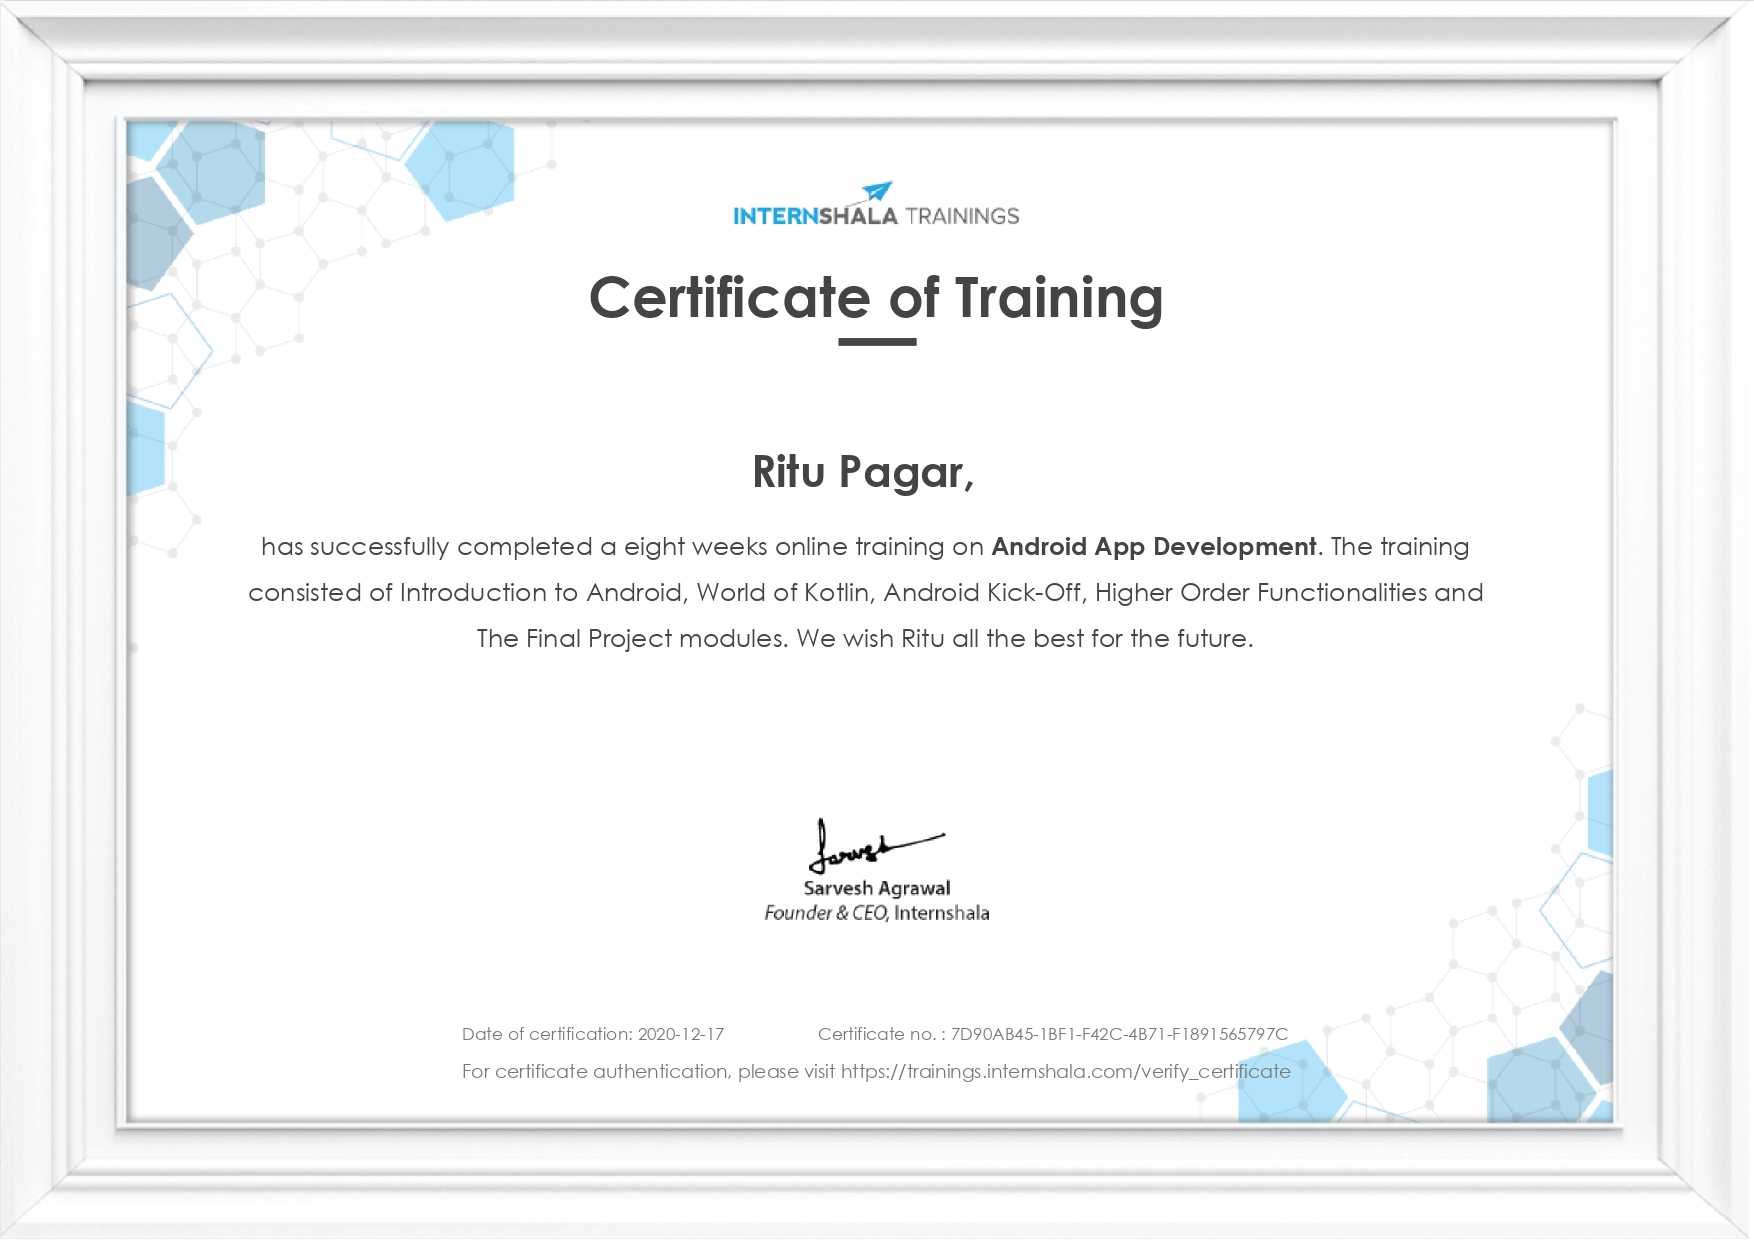 INTERNSHALA TRAININGS
Certificate of Training
Ritu Pagar,
has successfully completed a eight weeks online training on Android App Development. The training
consisted of Introduction to Android, World of Kotlin, Android Kick-Off, Higher Order Functionalities and
The Final Project modules. We wish Ritu all the best for the future.
Sarvesh
Sarvesh Agrawal
Founder & CEO, Internshala
Date of certification: 2020-12-17 Certificate no. : 7D90AB45-1BF1-F42C-4B71-F1891565797C
For certificate authentication, please visit https://trainings.internshala.com/verify_certificate